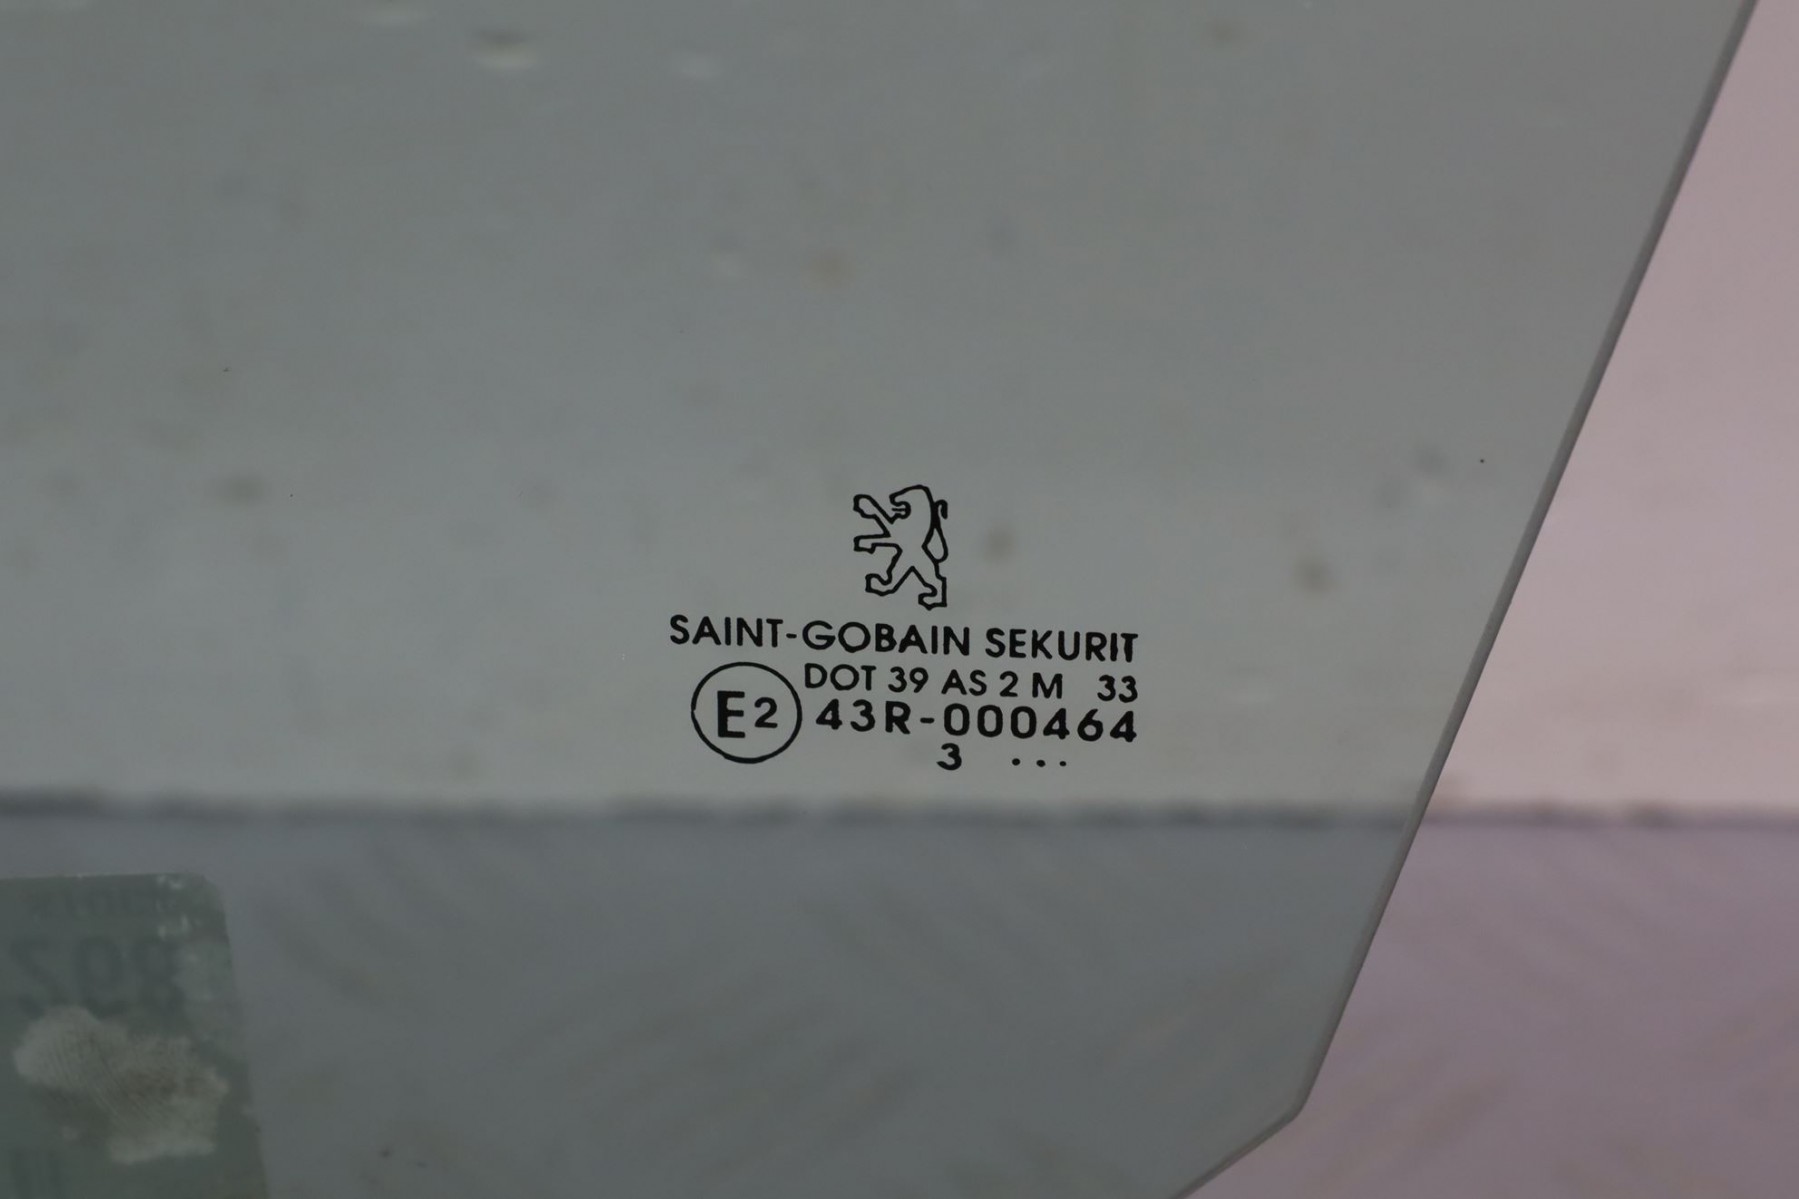 SAINT-GOBAIN SEKURIT
DOT 39 AS 2 M 33
E2 43R-000464
3 ...